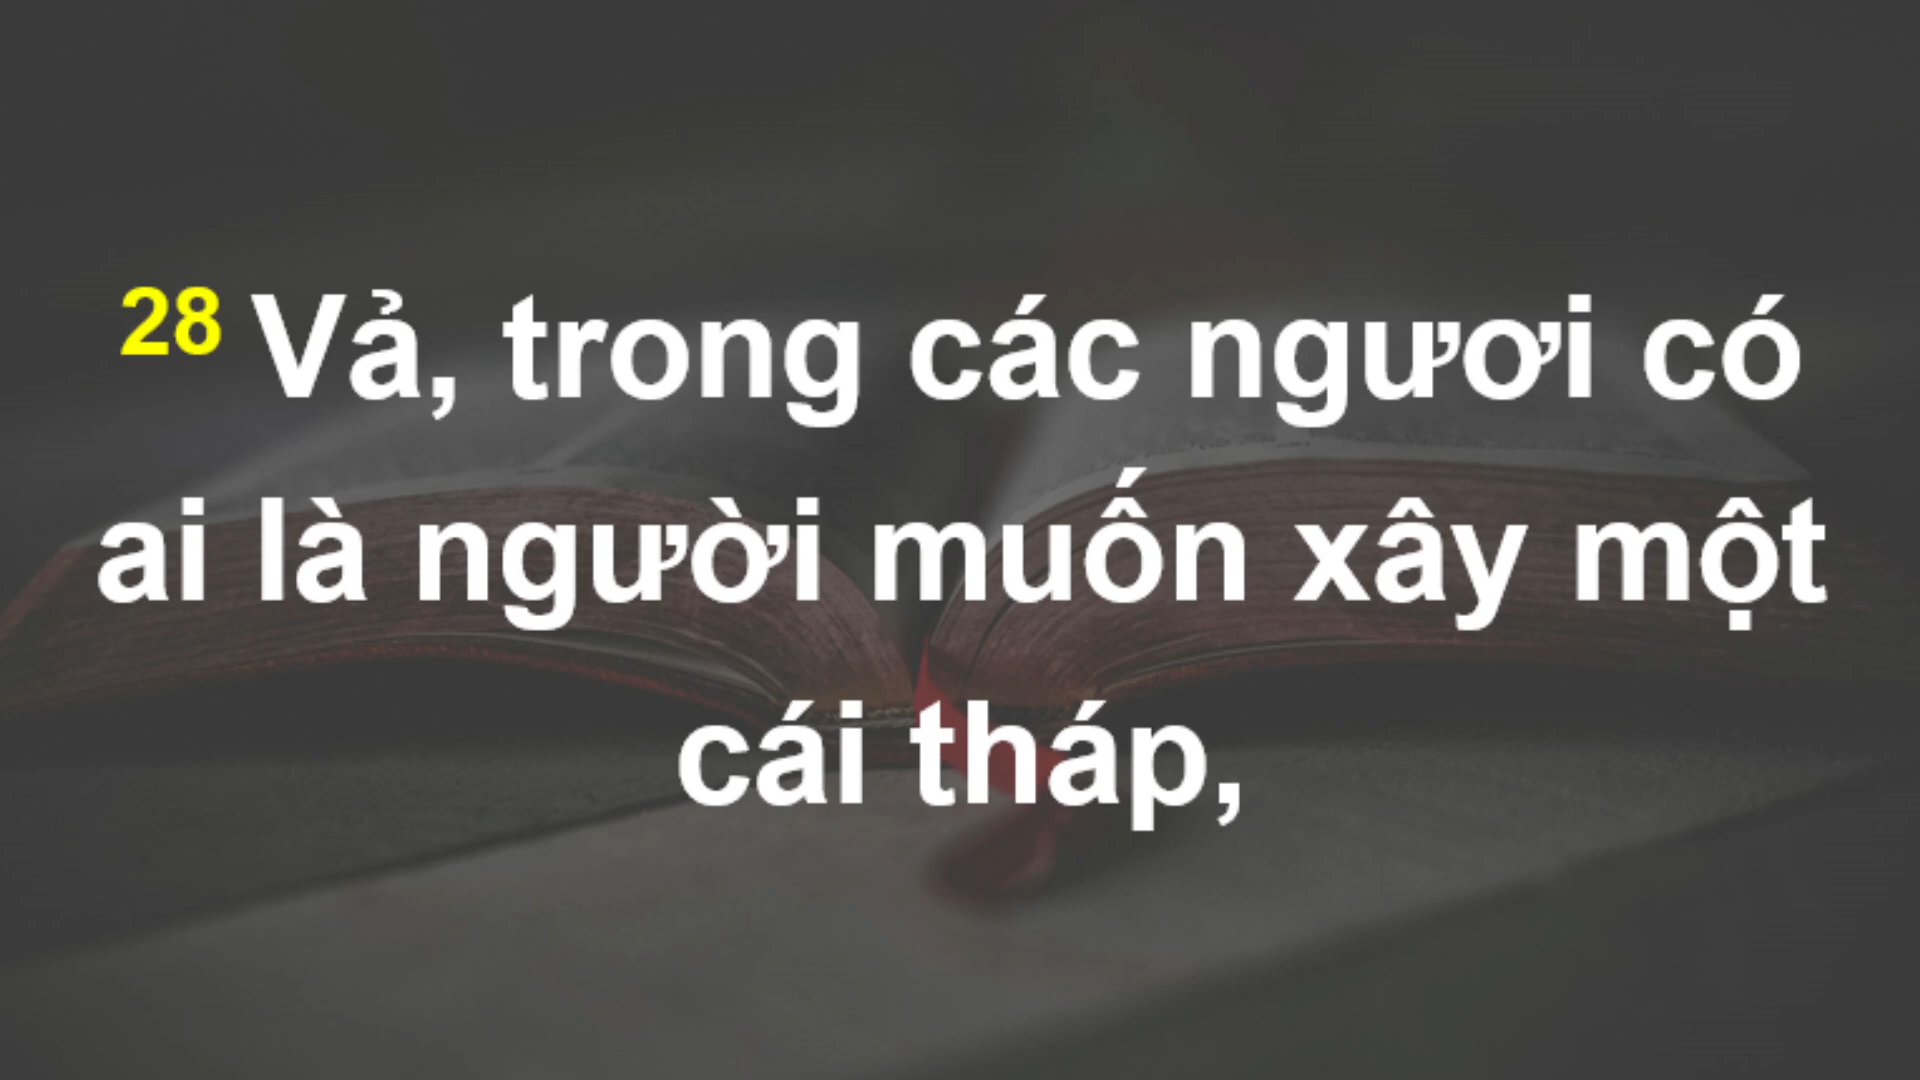 28 Vả, trong các ngươi có
ai là người muốn xây một
cái tháp,